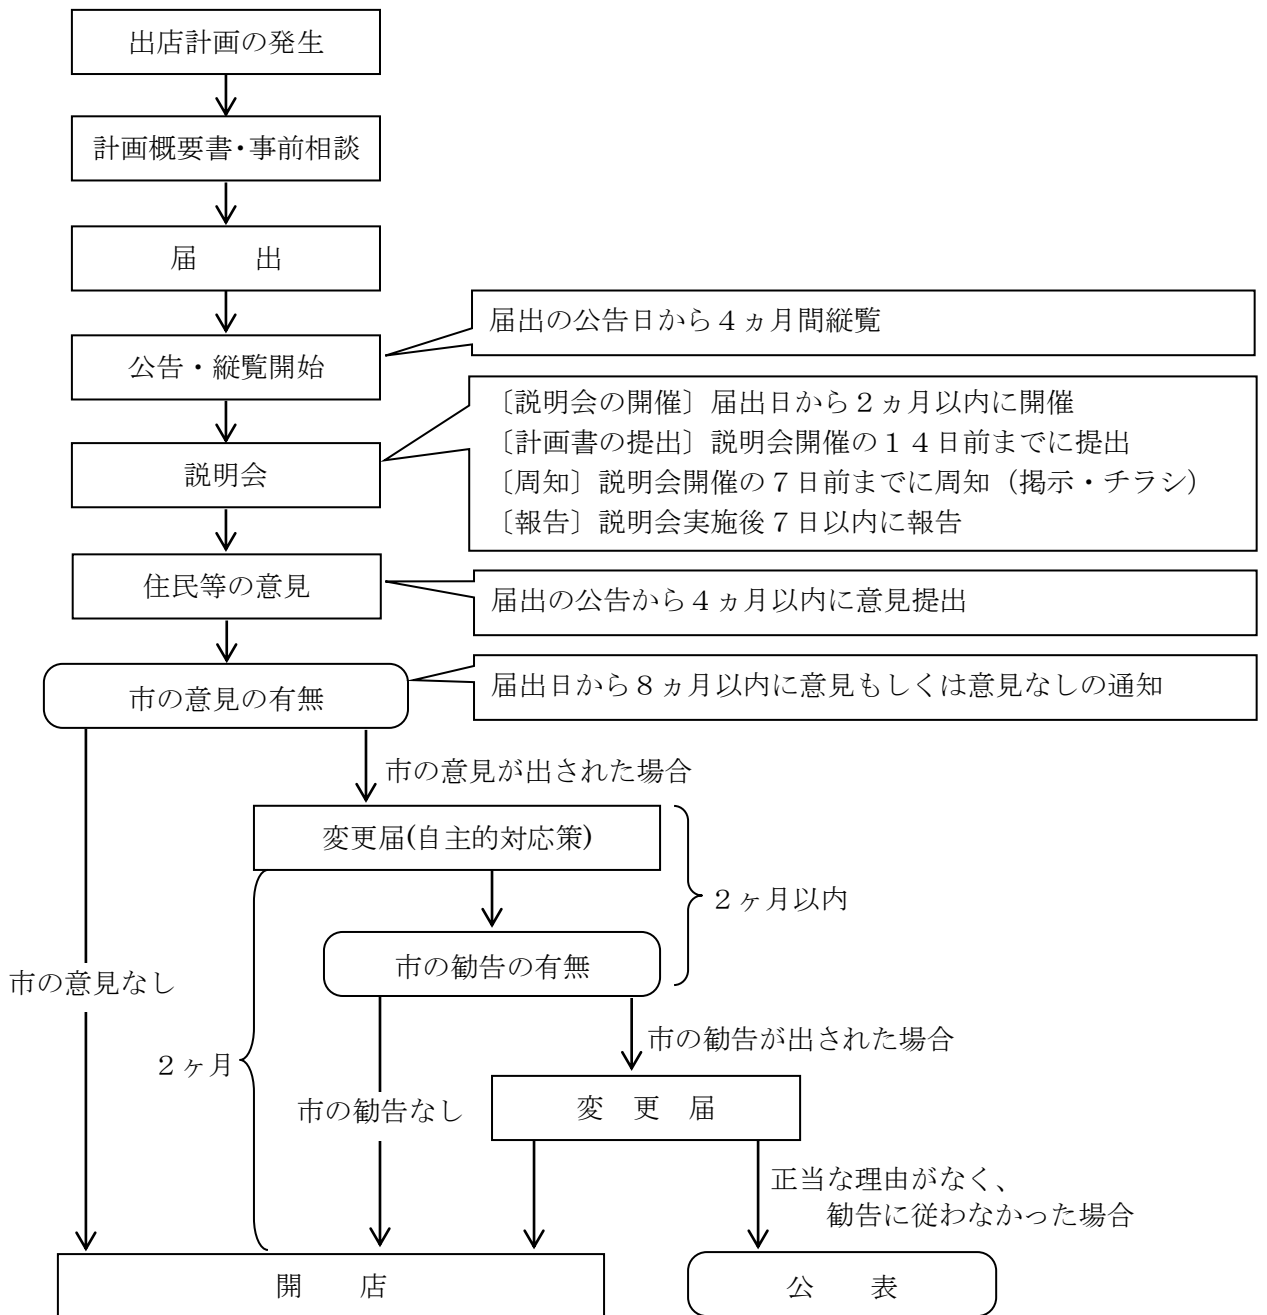 出店計画の発生
計画概要書・事前相談
届　　出
公告・縦覧開始
届出の公告日から４ヵ月間縦覧
説明会
〔説明会の開催〕届出日から２ヵ月以内に開催
〔計画書の提出〕説明会開催の１４日前までに提出
〔周知〕説明会開催の７日前までに周知（掲示・チラシ）
〔報告〕説明会実施後７日以内に報告
住民等の意見
届出の公告から４ヵ月以内に意見提出
市の意見の有無
届出日から８ヵ月以内に意見もしくは意見なしの通知
市の意見が出された場合
変更届(自主的対応策)
２ヶ月以内
市の勧告の有無
市の意見なし
市の勧告が出された場合
２ヶ月
市の勧告なし
変　更　届
正当な理由がなく、
勧告に従わなかった場合
開　　店
公　　表